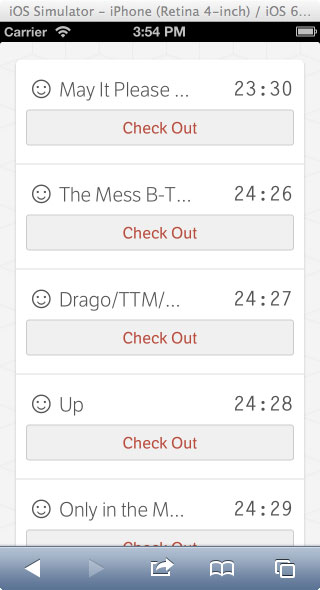 iOS Simulator - iPhone (Retina 4-inch) / iOS 6...
Carrier 3:54 PM
May It Please ... 23:30
Check Out
The Mess B-T... 24:26
Check Out
Drago/TTM/... 24:27
Check Out
Up 24:28
Check Out
Only in the M... 24:29
Check Out